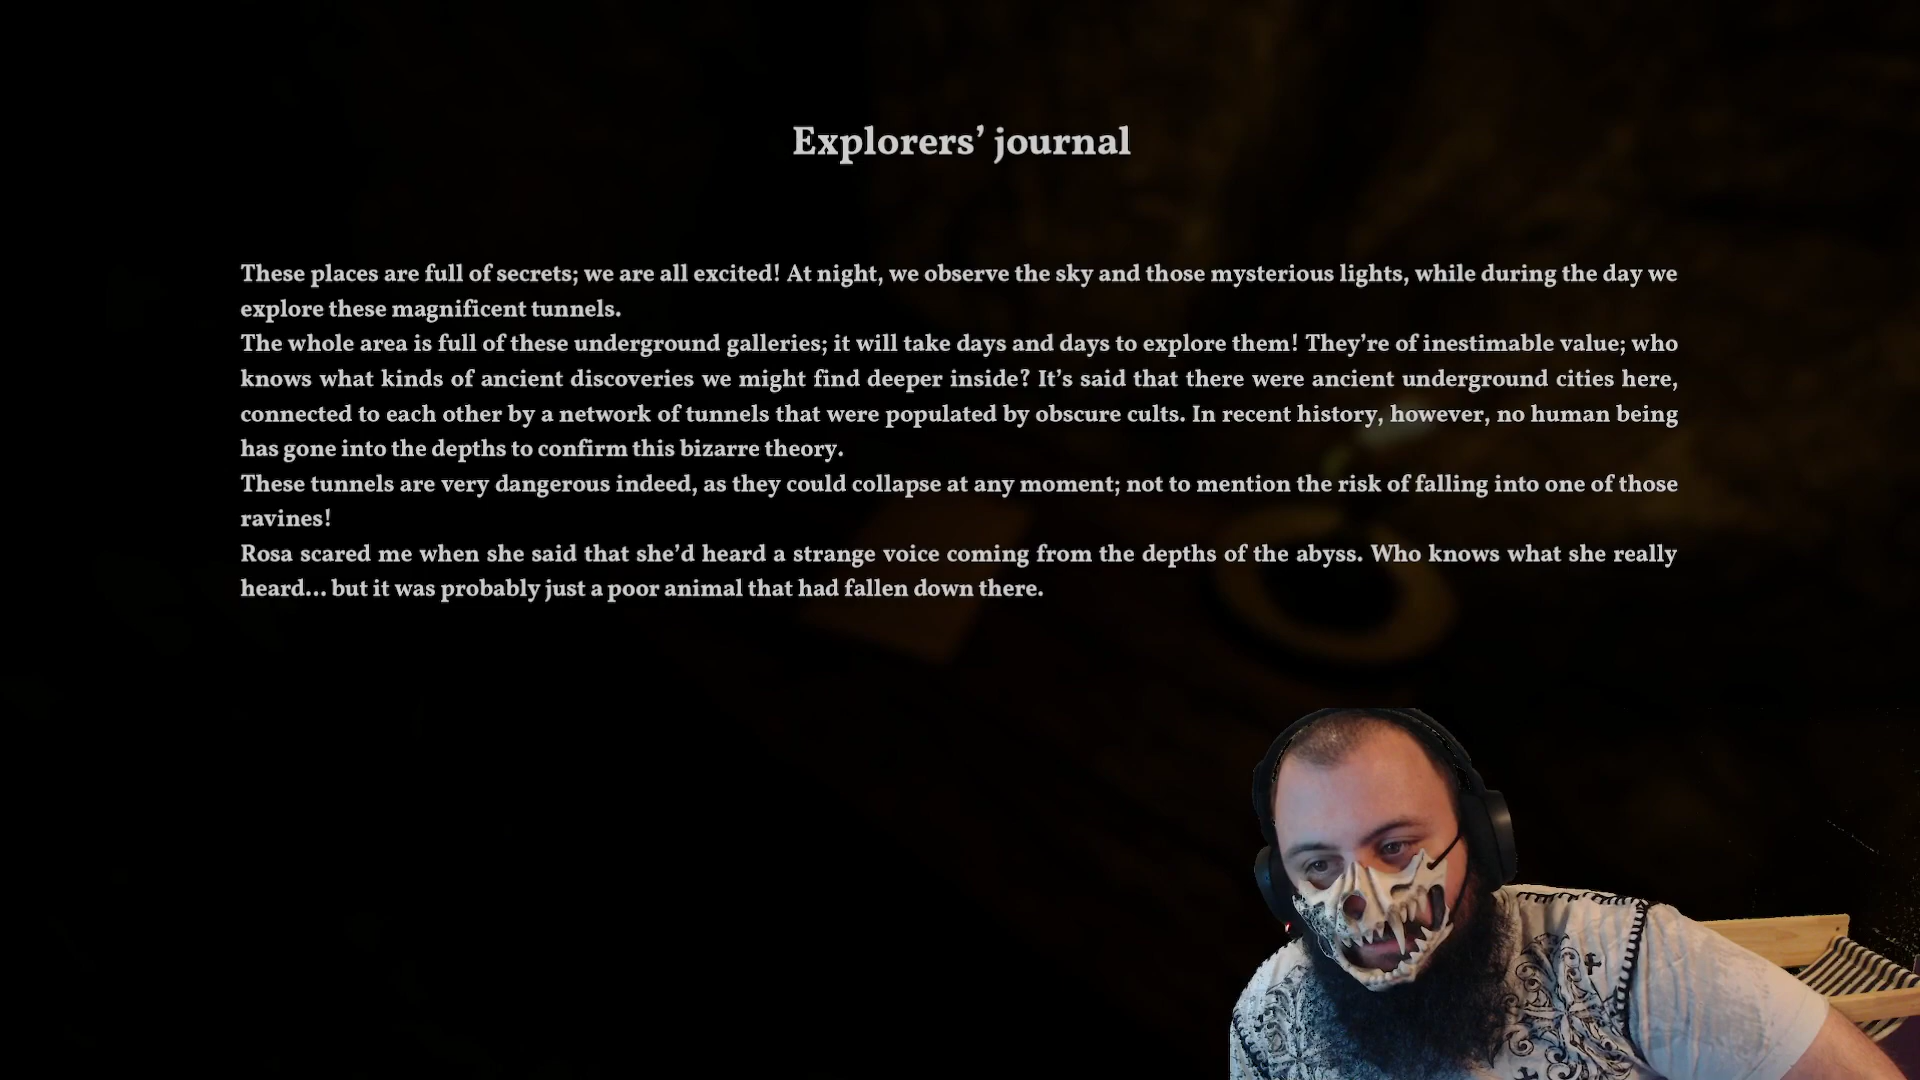 Explorers’ journal
These places are full of secrets; we are all excited! At night, we observe the sky and those mysterious lights, while during the day we
explore these magnificent tunnels.
The whole area is full of these underground galleries; it will take days and days to explore them! They’re of inestimable value; who
knows what kinds of ancient discoveries we might find deeper inside? It’s said that there were ancient underground cities here,
connected to each other by a network of tunnels that were populated by obscure cults. In recent history, however, no human being
has gone into the depths to confirm this bizarre theory.
These tunnels are very dangerous indeed, as they could collapse at any moment; not to mention the risk of falling into one of those
ravines!
Rosa scared me when she said that she’d heard a strange voice coming from the depths of the abyss. Who knows what she really
heard... but it was probably just a poor animal that had fallen down there.